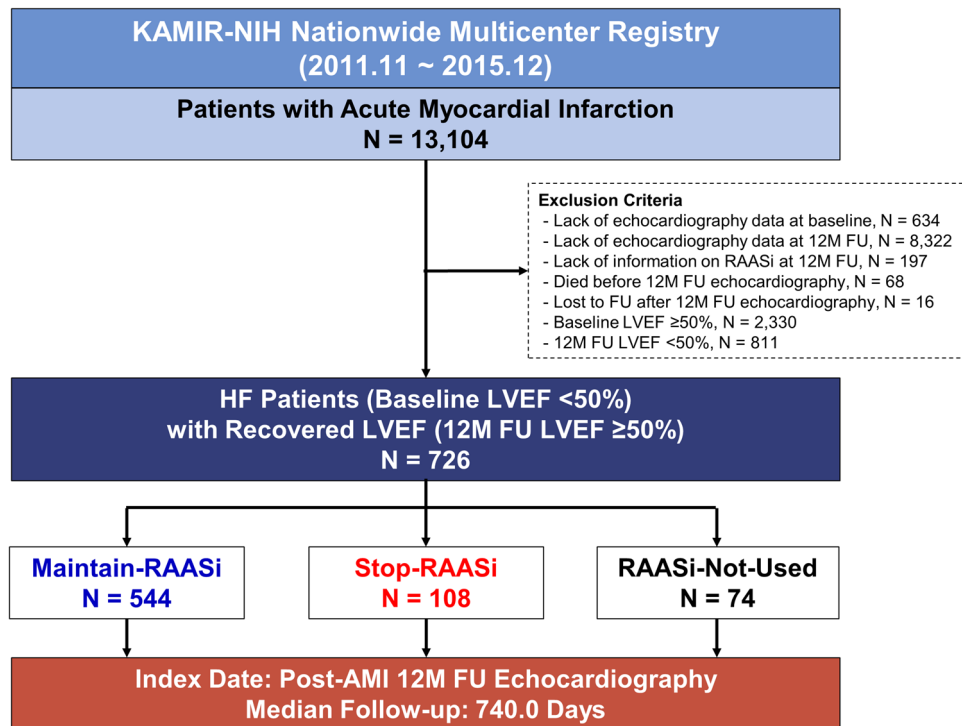 KAMIR-NIH Nationwide Multicenter Registry
(2011.11 ~ 2015.12)
Patients with Acute Myocardial Infarction
N = 13,104
Exclusion Criteria
- Lack of echocardiography data at baseline, N = 634
- Lack of echocardiography data at 12M FU, N = 8,322
- Lack of information on RAASi at 12M FU, N = 197
- Died before 12M FU echocardiography, N = 68
- Lost to FU after 12M FU echocardiography, N = 16
- Baseline LVEF ≥50%, N = 2,330
- 12M FU LVEF <50%, N = 811
HF Patients (Baseline LVEF <50%)
with Recovered LVEF (12M FU LVEF ≥50%)
N = 726
Maintain-RAASi
N = 544
Stop-RAASi
N = 108
RAASi-Not-Used
N = 74
Index Date: Post-AMI 12M FU Echocardiography
Median Follow-up: 740.0 Days